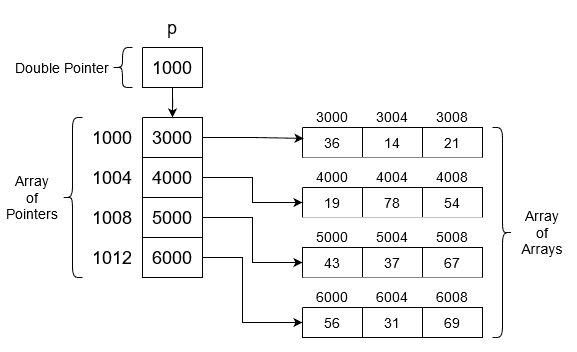 p
Double Pointer
1000
3000 3004 3008
1000 3000
36 14 21
4000 4004 4008
1004 4000
19 78 54
Array
of
Pointers
1008 5000
5000 5004 5008
43 37 67
Array
of
Arrays
1012 6000
6000 6004 6008
56 31 69